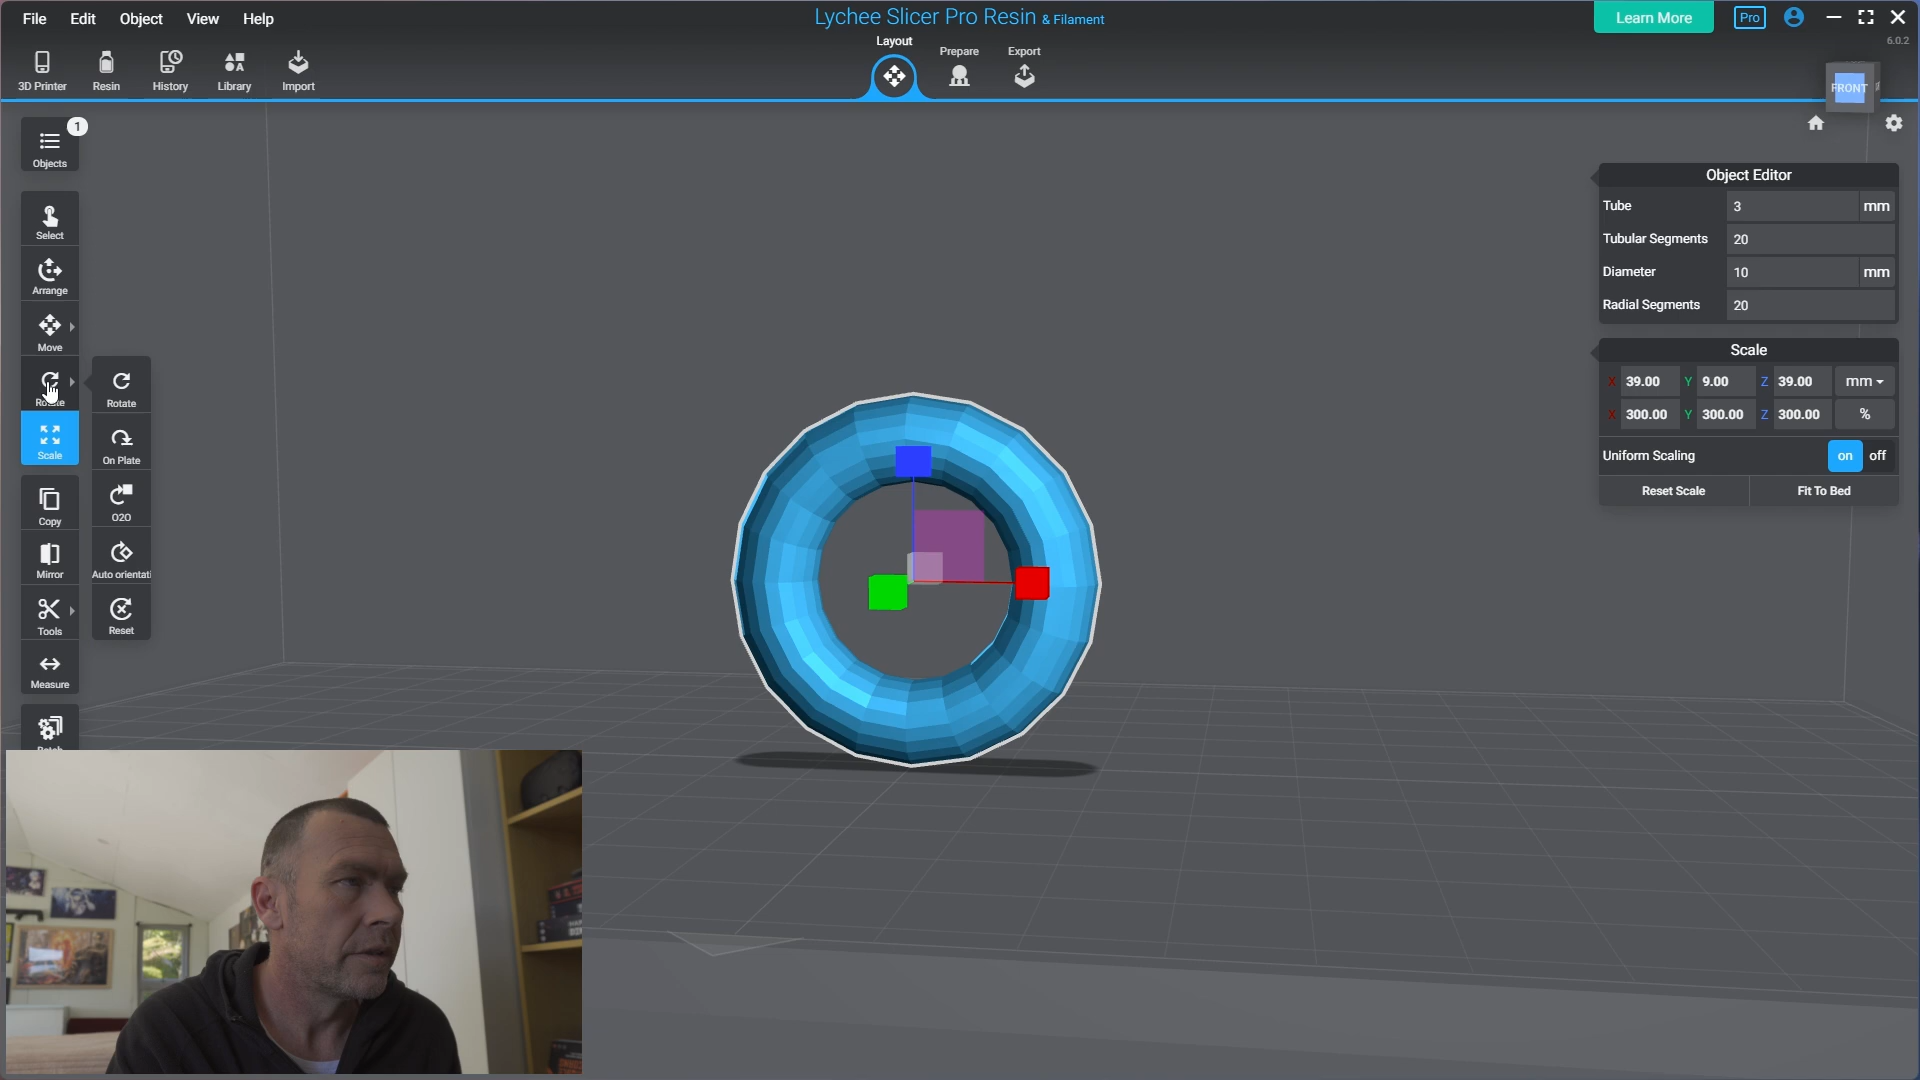 File Edit Object View Help
Lychee Slicer Pro Resin & Filament
Learn More
Pro
6.0.2
3D Printer
Resin
History
Library
Import
Layout
Prepare
Export
FRONT
1
Objects
Select
Arrange
Move
Scale
Copy
Mirror
Tools
Measure
Rotate
On Plate
O2O
Auto orientati
Reset
Object Editor
Tube 3 mm
Tubular Segments 20
Diameter 10 mm
Radial Segments 20
Scale
X 39.00 Y 9.00 Z 39.00 mm
X 300.00 Y 300.00 Z 300.00 %
Uniform Scaling on off
Reset Scale Fit To Bed